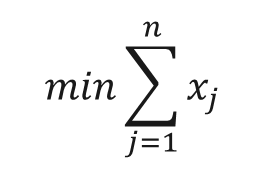 min ∑_{j=1}^{n} x_j